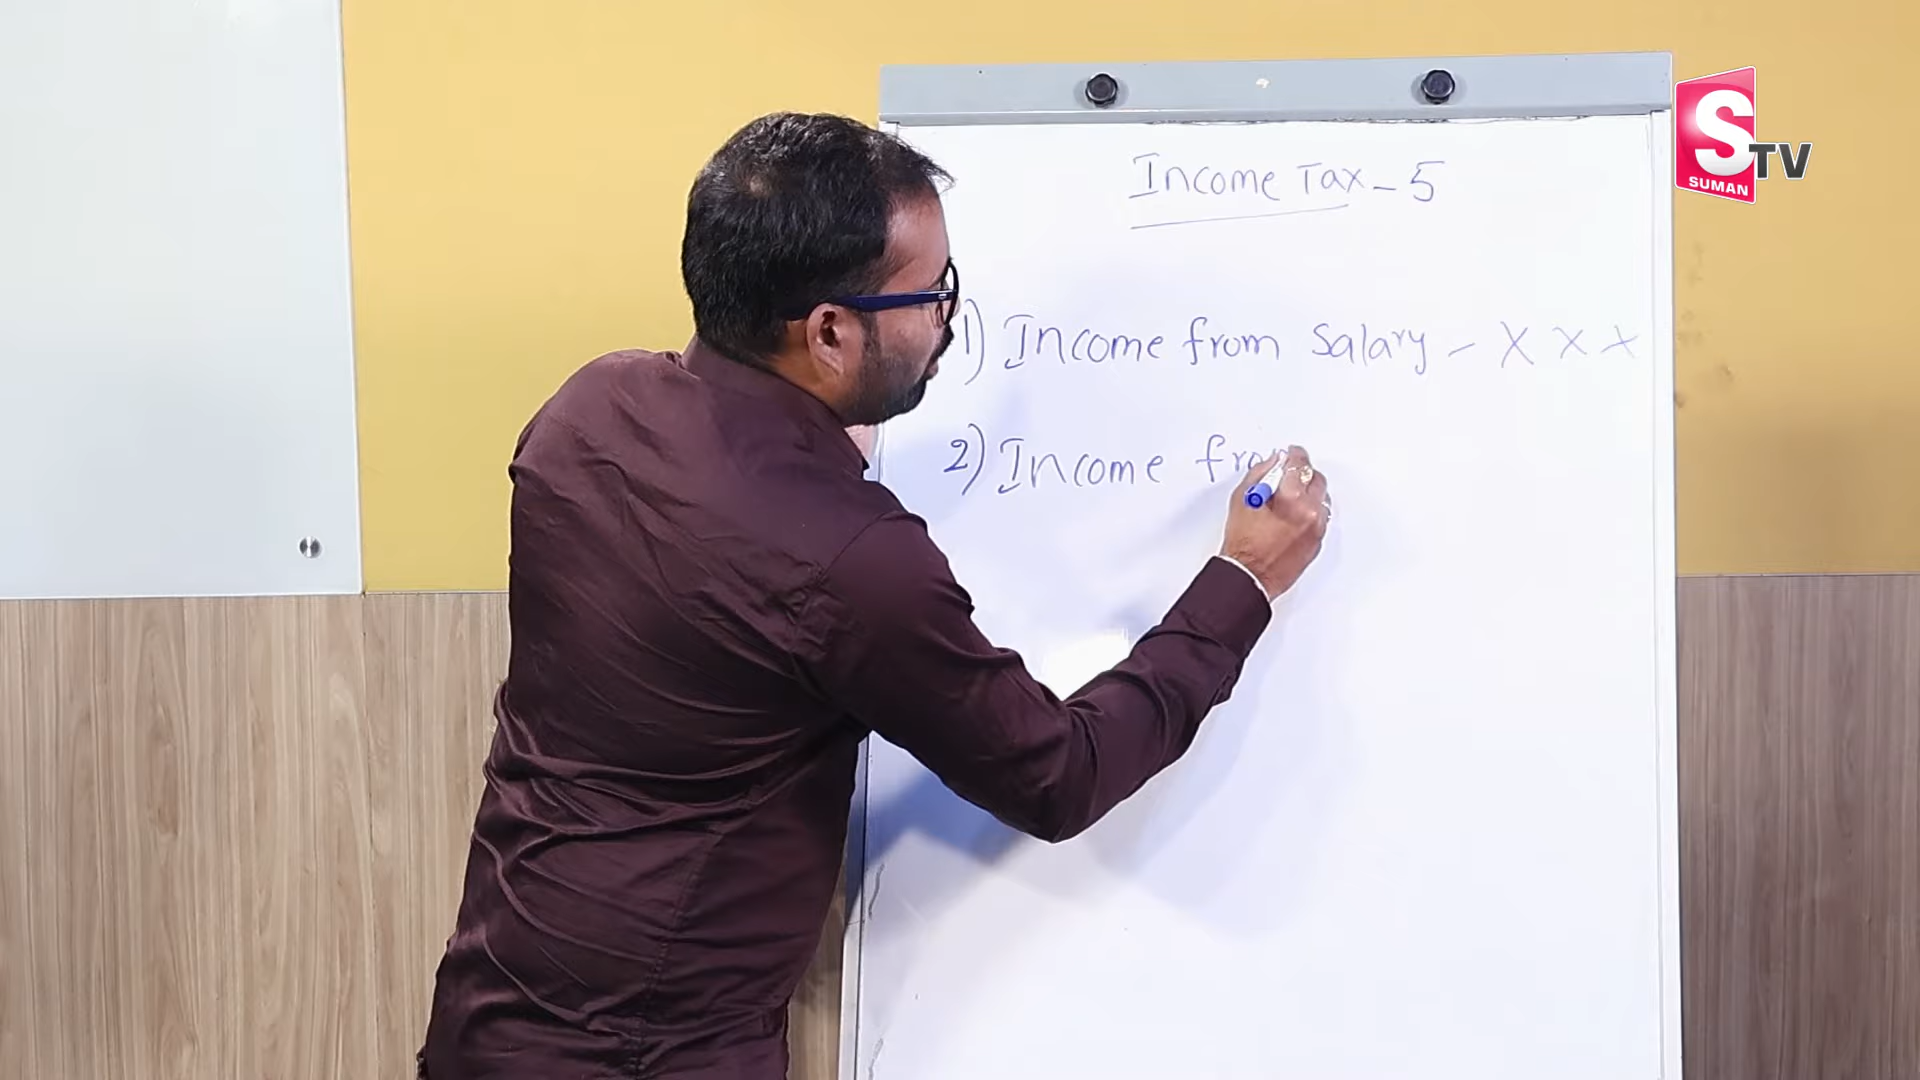 Income Tax - 5
1) Income from Salary - X X X
2) Income from
S TV
SUMAN